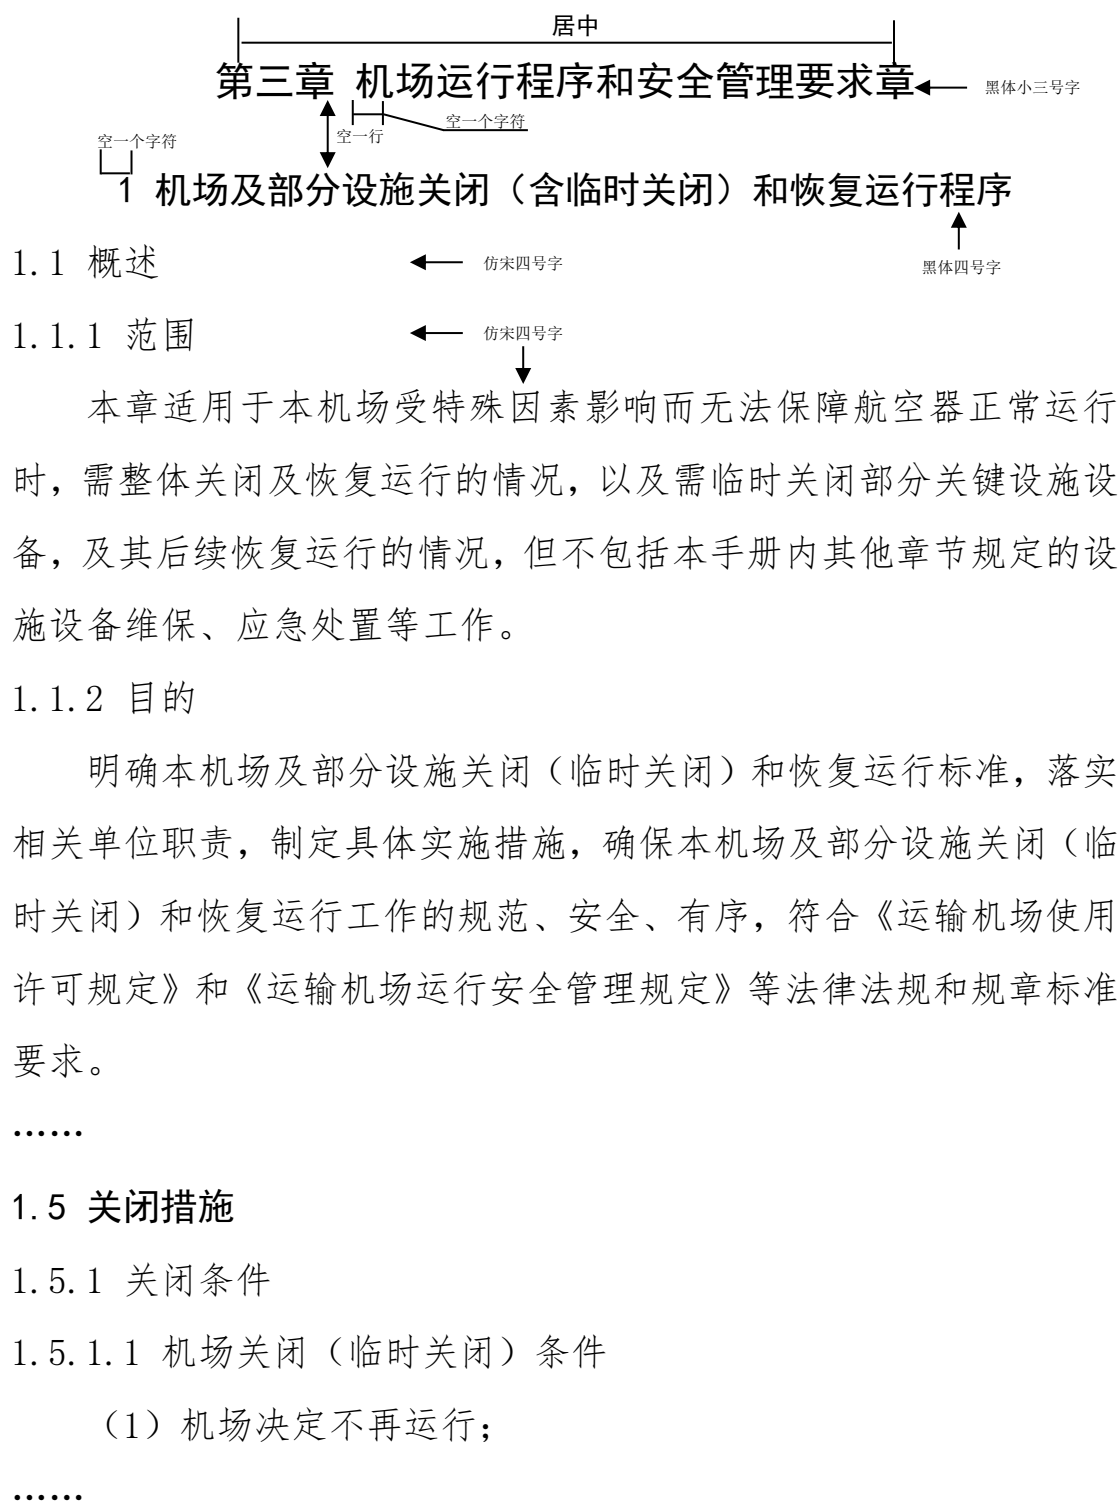 居中
第三章 机场运行程序和安全管理要求章
黑体小三号字
空一个字符
空一行
空一个字符
1 机场及部分设施关闭（含临时关闭）和恢复运行程序
1.1 概述
仿宋四号字
黑体四号字
1.1.1 范围
仿宋四号字
本章适用于本机场受特殊因素影响而无法保障航空器正常运行
时，需整体关闭及恢复运行的情况，以及需临时关闭部分关键设施设
备，及其后续恢复运行的情况，但不包括本手册内其他章节规定的设
施设备维保、应急处置等工作。
1.1.2 目的
明确本机场及部分设施关闭（临时关闭）和恢复运行标准，落实
相关单位职责，制定具体实施措施，确保本机场及部分设施关闭（临
时关闭）和恢复运行工作的规范、安全、有序，符合《运输机场使用
许可规定》和《运输机场运行安全管理规定》等法律法规和规章标准
要求。
……
1.5 关闭措施
1.5.1 关闭条件
1.5.1.1 机场关闭（临时关闭）条件
（1）机场决定不再运行；
……